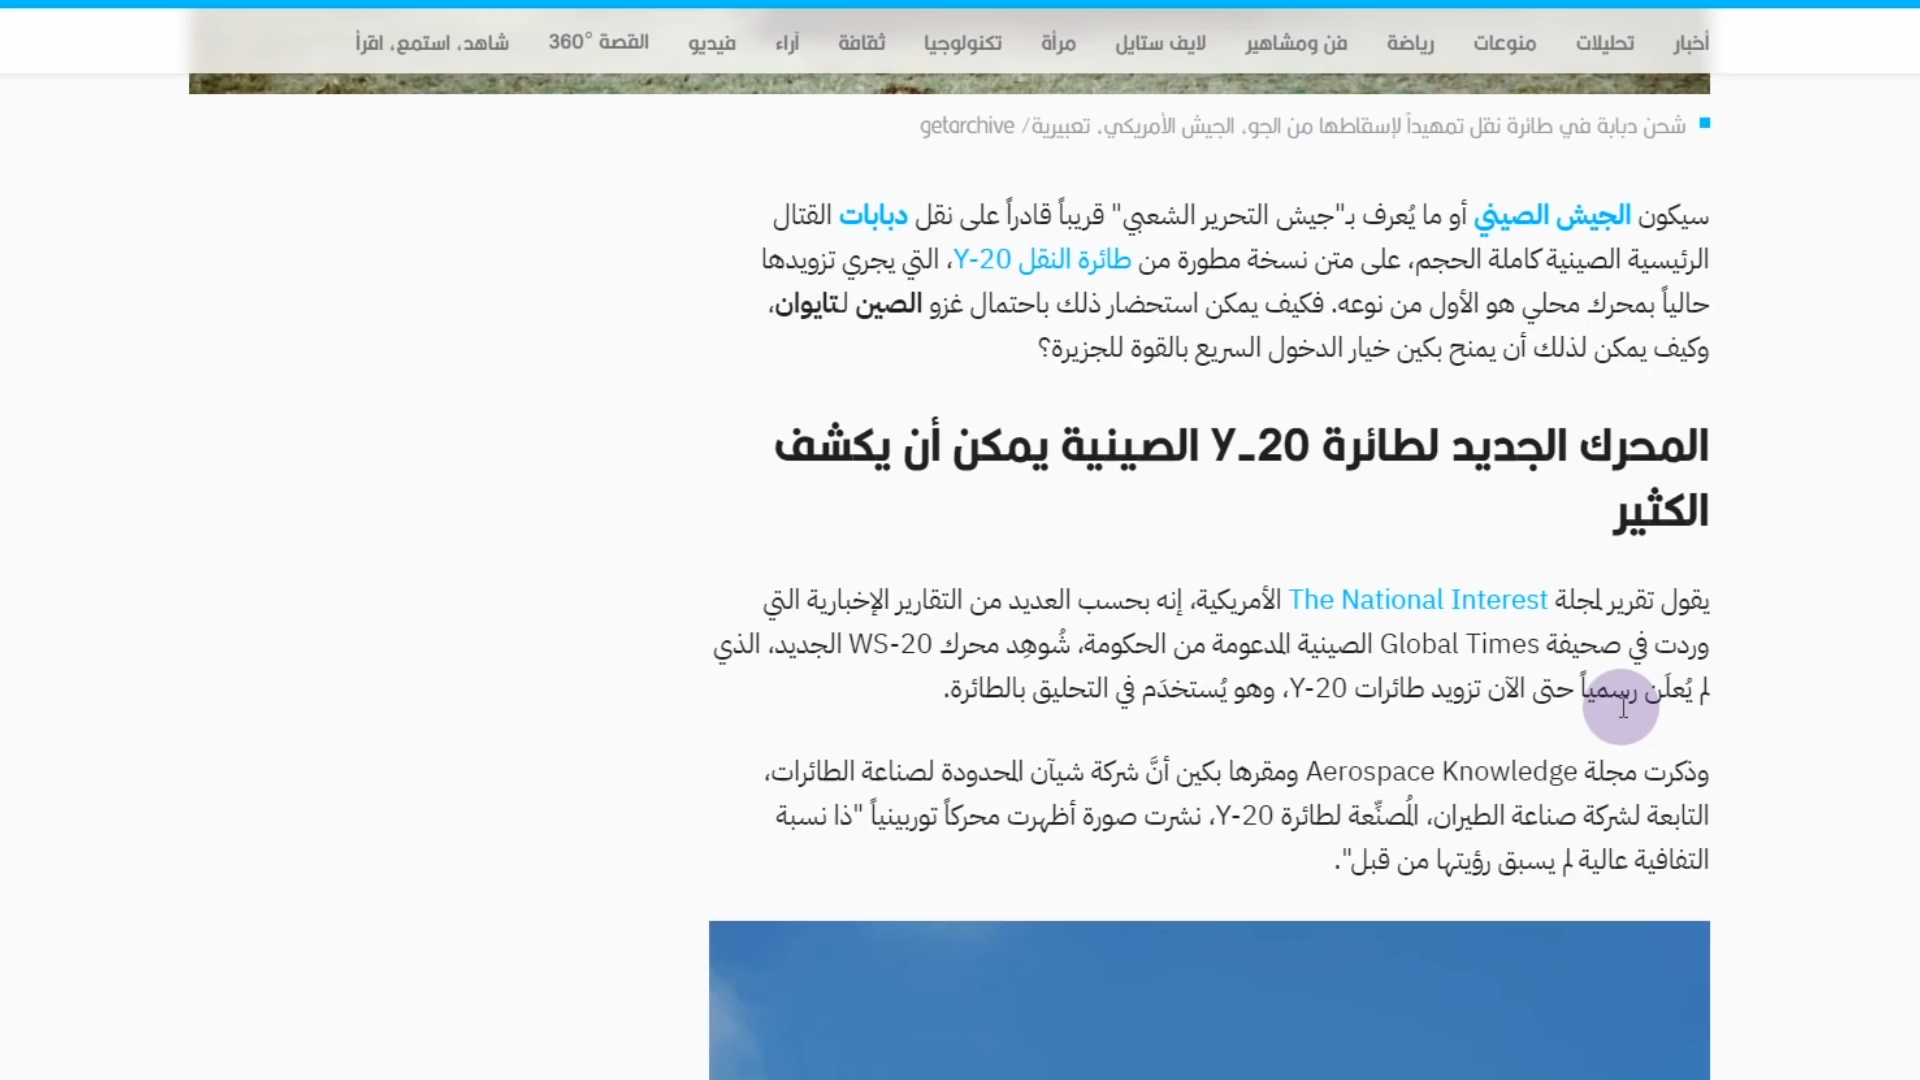 أخبار تحليلات منوعات رياضة فن ومشاهير لايف ستايل مرأة تكنولوجيا ثقافة آراء فيديو القصة °360 شاهد، استمع، اقرأ
شحن دبابة في طائرة نقل تمهيداً لإسقاطها من الجو، الجيش الأمريكي، تعبيرية/ getarchive
سيكون الجيش الصيني أو ما يُعرف بـ"جيش التحرير الشعبي" قريباً قادراً على نقل دبابات القتال
الرئيسية الصينية كاملة الحجم، على متن نسخة مطورة من طائرة النقل Y-20، التي يجري تزويدها
حالياً بمحرك محلي هو الأول من نوعه. فكيف يمكن استحضار ذلك باحتمال غزو الصين لتايوان،
وكيف يمكن لذلك أن يمنح بكين خيار الدخول السريع بالقوة للجزيرة؟
المحرك الجديد لطائرة Y-20 الصينية يمكن أن يكشف
الكثير
يقول تقرير لمجلة The National Interest الأمريكية، إنه بحسب العديد من التقارير الإخبارية التي
وردت في صحيفة Global Times الصينية المدعومة من الحكومة، شُوهِد محرك WS-20 الجديد، الذي
لم يُعلَن رسمياً حتى الآن تزويد طائرات Y-20، وهو يُستخدَم في التحليق بالطائرة.
وذكرت مجلة Aerospace Knowledge ومقرها بكين أنَّ شركة شيآن المحدودة لصناعة الطائرات،
التابعة لشركة صناعة الطيران، المُصنِّعة لطائرة Y-20، نشرت صورة أظهرت محركاً توربينياً "ذا نسبة
التفافية عالية لم يسبق رؤيتها من قبل".